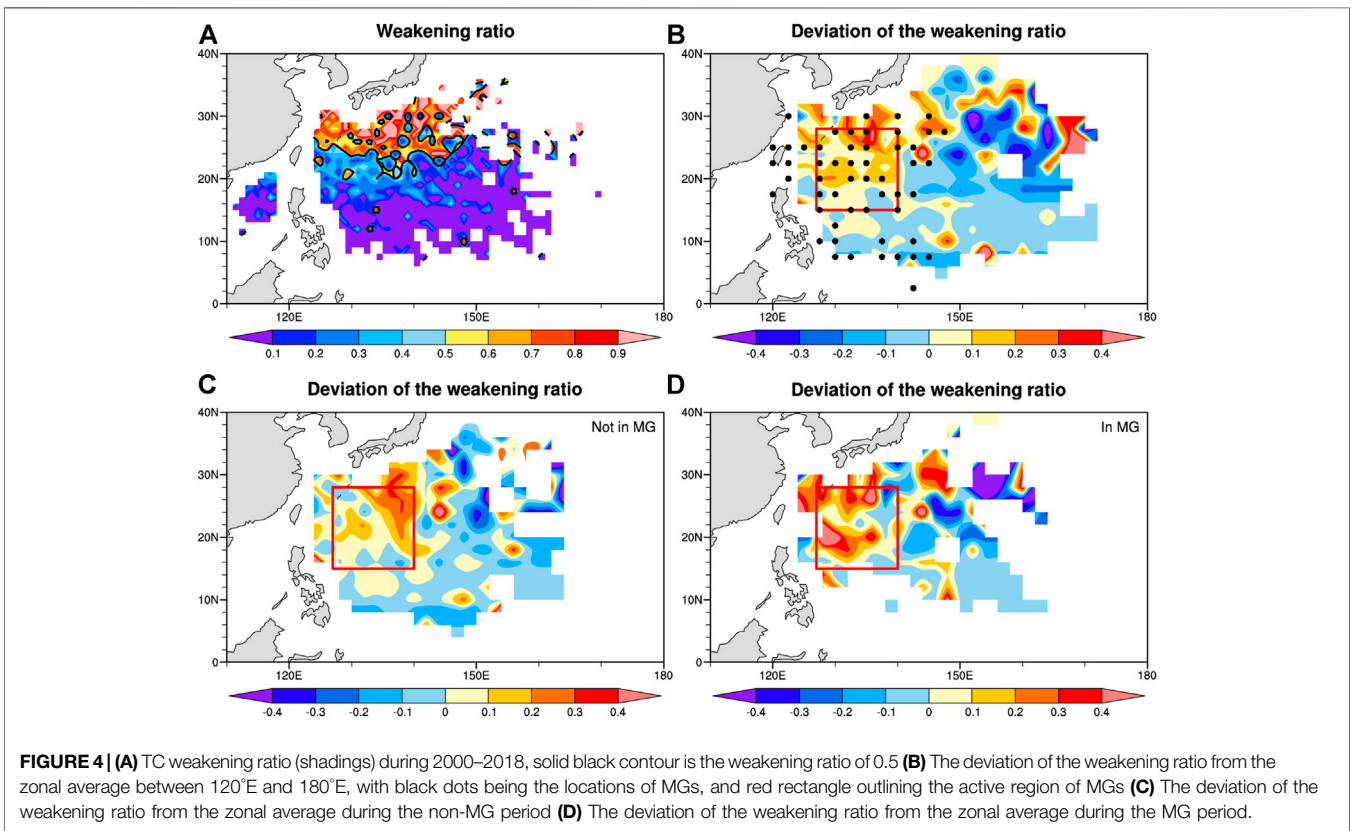 A
Weakening ratio
40N
30N
20N
10N
0
120E 150E 180
0.1 0.2 0.3 0.4 0.5 0.6 0.7 0.8 0.9
B
Deviation of the weakening ratio
40N
30N
20N
10N
0
120E 150E 180
-0.4 -0.3 -0.2 -0.1 0 0.1 0.2 0.3 0.4
C
Deviation of the weakening ratio
Not in MG
40N
30N
20N
10N
0
120E 150E 180
-0.4 -0.3 -0.2 -0.1 0 0.1 0.2 0.3 0.4
D
Deviation of the weakening ratio
In MG
40N
30N
20N
10N
0
120E 150E 180
-0.4 -0.3 -0.2 -0.1 0 0.1 0.2 0.3 0.4
FIGURE 4 | (A) TC weakening ratio (shadings) during 2000–2018, solid black contour is the weakening ratio of 0.5 (B) The deviation of the weakening ratio from the
zonal average between 120°E and 180°E, with black dots being the locations of MGs, and red rectangle outlining the active region of MGs (C) The deviation of the
weakening ratio from the zonal average during the non-MG period (D) The deviation of the weakening ratio from the zonal average during the MG period.